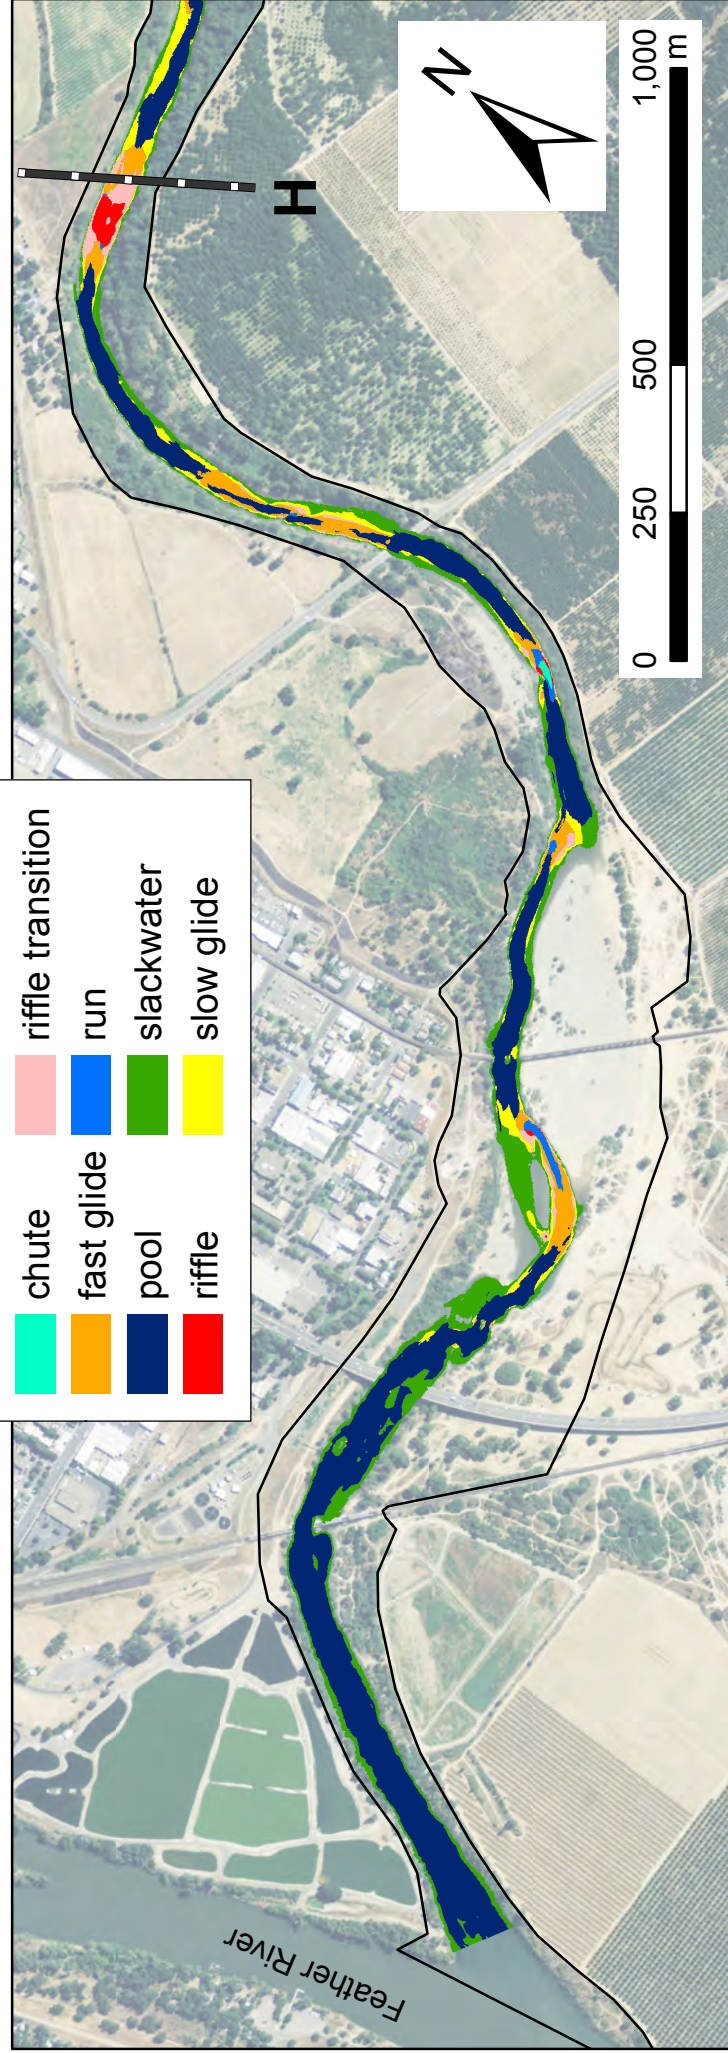 chute
fast glide
pool
riffle
riffle transition
run
slackwater
slow glide
Feather River
H
N
0 250 500 1,000
m